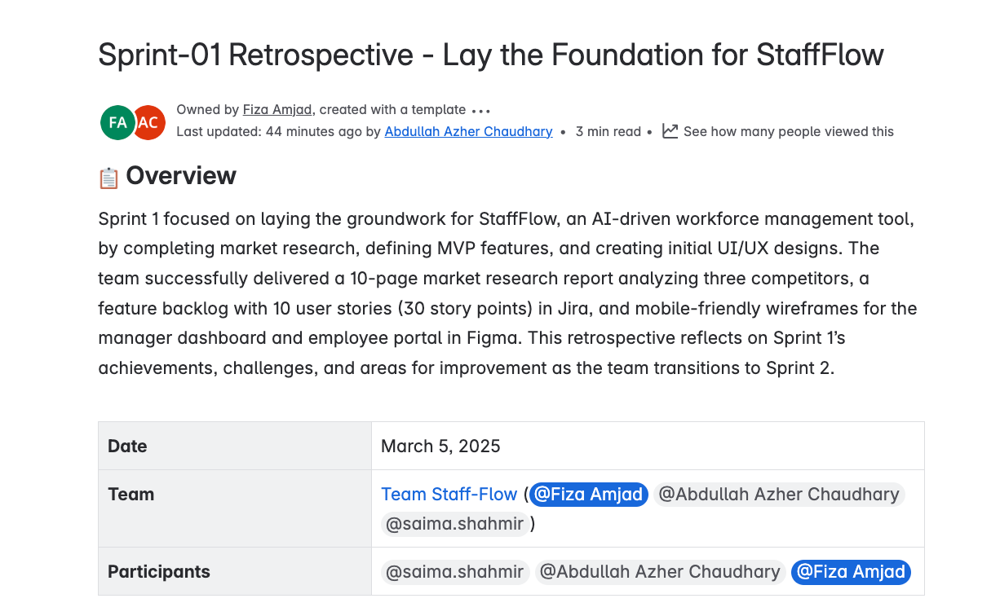 Sprint-01 Retrospective - Lay the Foundation for StaffFlow
FA AC
Owned by Fiza Amjad, created with a template •••
Last updated: 44 minutes ago by Abdullah Azher Chaudhary • 3 min read • See how many people viewed this
Overview
Sprint 1 focused on laying the groundwork for StaffFlow, an AI-driven workforce management tool,
by completing market research, defining MVP features, and creating initial UI/UX designs. The
team successfully delivered a 10-page market research report analyzing three competitors, a
feature backlog with 10 user stories (30 story points) in Jira, and mobile-friendly wireframes for the
manager dashboard and employee portal in Figma. This retrospective reflects on Sprint 1’s
achievements, challenges, and areas for improvement as the team transitions to Sprint 2.
Date March 5, 2025
Team Team Staff-Flow (@Fiza Amjad @Abdullah Azher Chaudhary
@saima.shahmir )
Participants @saima.shahmir @Abdullah Azher Chaudhary @Fiza Amjad